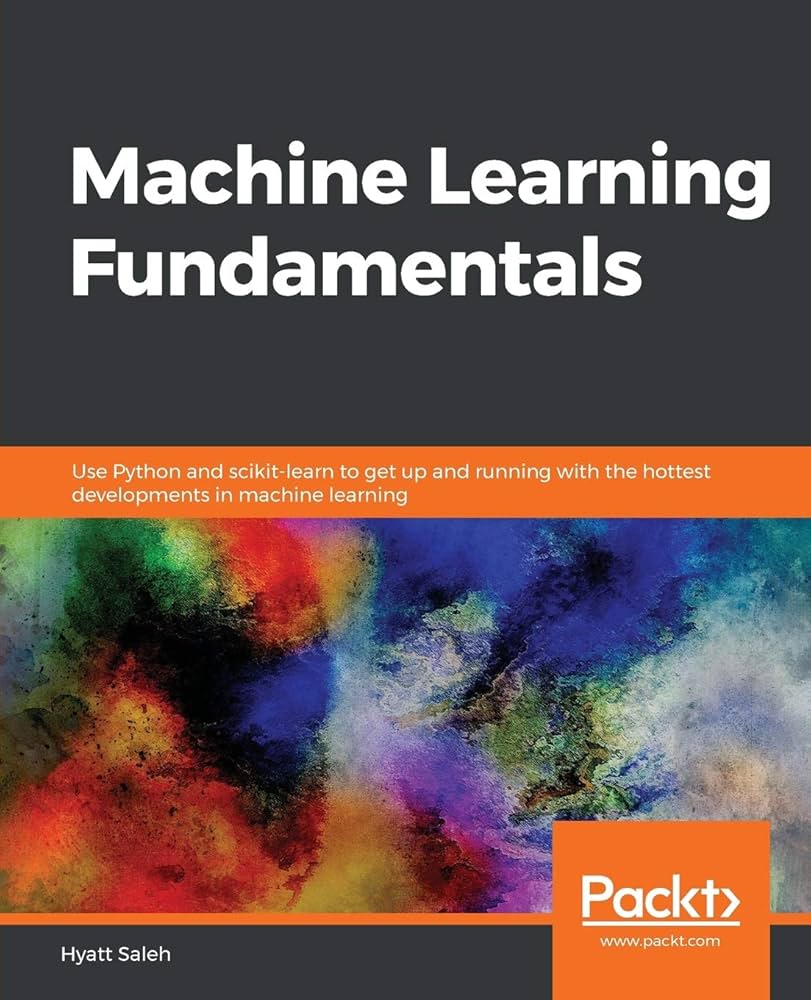 Machine Learning
Fundamentals
Use Python and scikit-learn to get up and running with the hottest
developments in machine learning
Packt>
www.packt.com
Hyatt Saleh